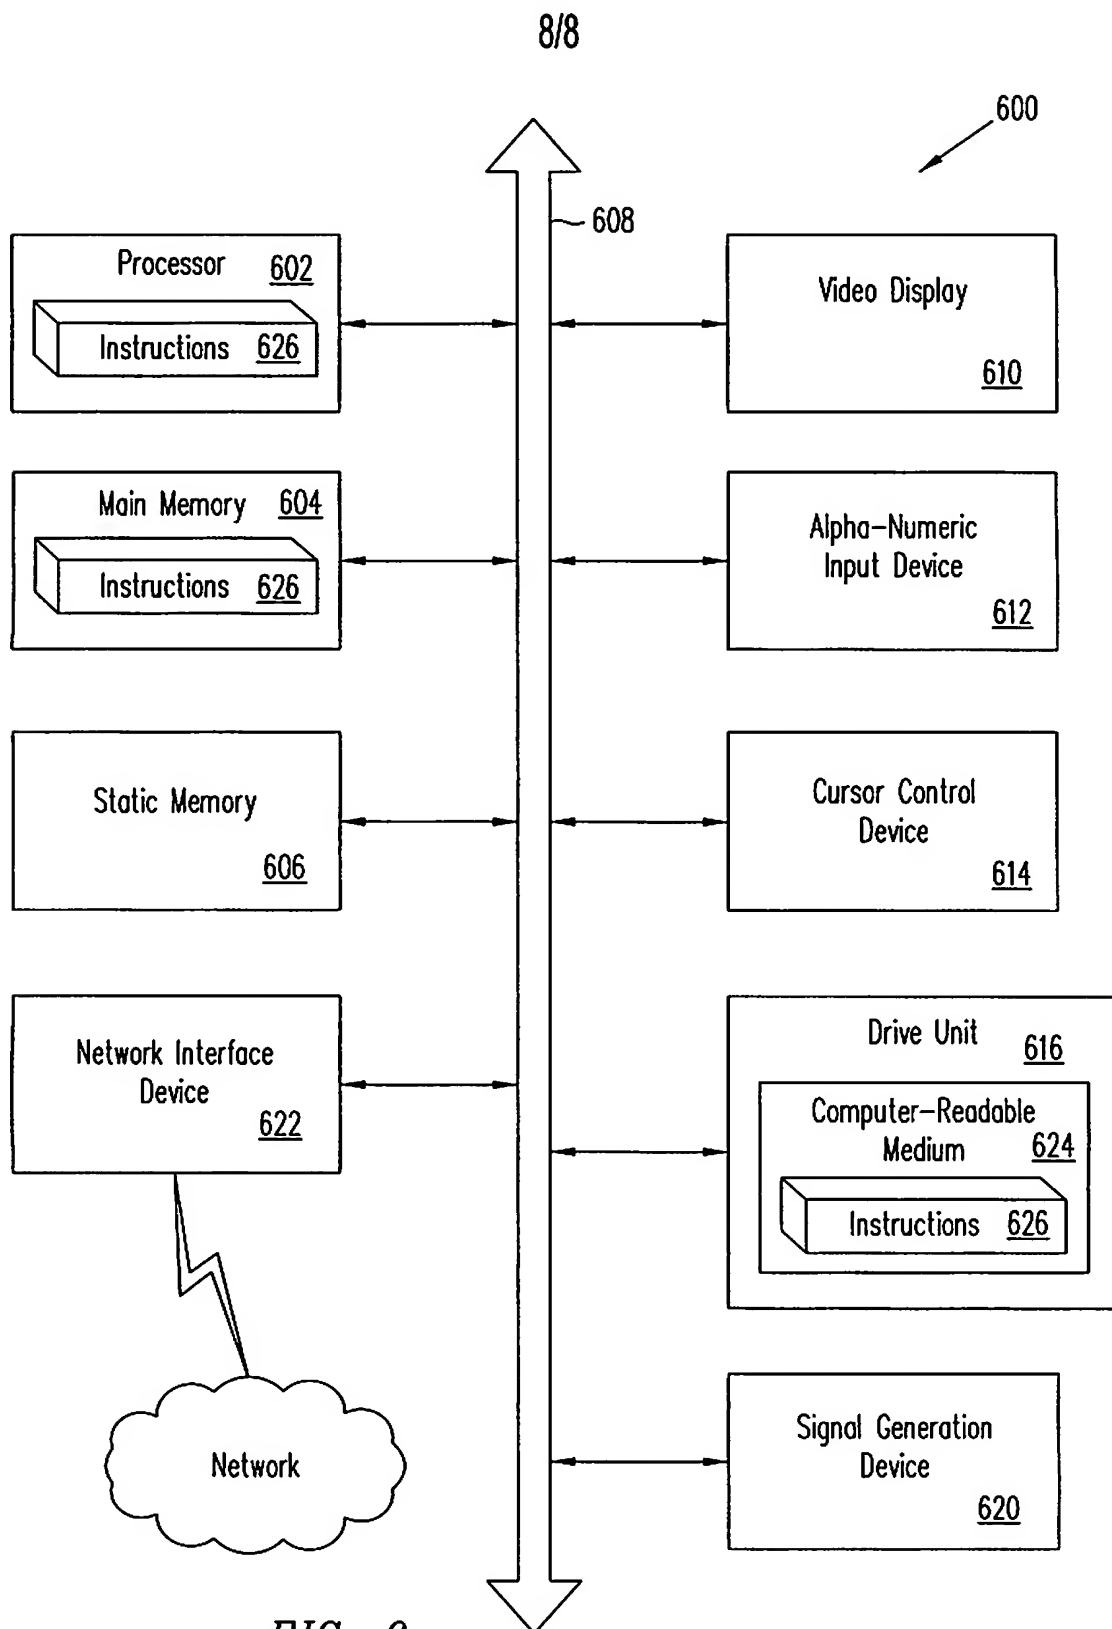 8/8
600
608
Processor 602
Instructions 626
Video Display
610
Main Memory 604
Instructions 626
Alpha-Numeric
Input Device
612
Static Memory
606
Cursor Control
Device
614
Network Interface
Device
622
Drive Unit 616
Computer-Readable
Medium 624
Instructions 626
Network
Signal Generation
Device
620